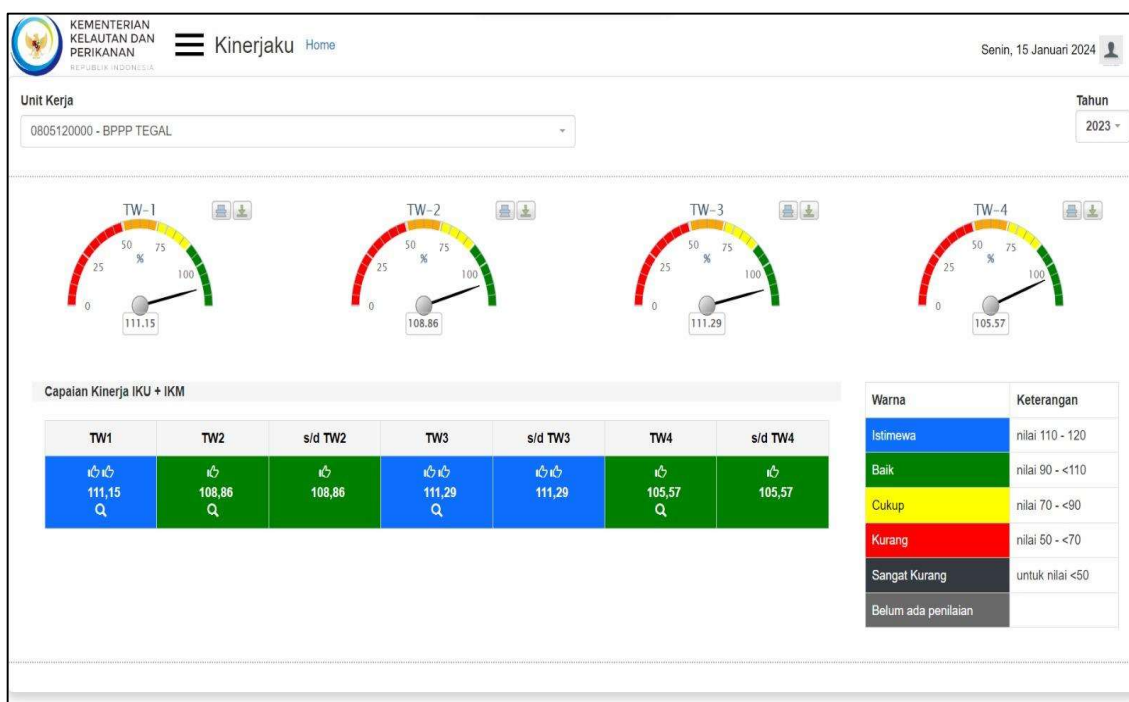 KEMENTERIAN
KELAUTAN DAN
PERIKANAN
REPUBLIK INDONESIA
Kinerjaku Home
Senin, 15 Januari 2024
Unit Kerja
Tahun
0805120000 - BPPP TEGAL
2023
TW-1
0
25
50
75
100
%
111.15
TW-2
0
25
50
75
100
%
108.86
TW-3
0
25
50
75
100
%
111.29
TW-4
0
25
50
75
100
%
105.57
Capaian Kinerja IKU + IKM
TW1 TW2 s/d TW2 TW3 s/d TW3 TW4 s/d TW4
111,15 108,86 108,86 111,29 111,29 105,57 105,57
Warna Keterangan
Istimewa nilai 110 - 120
Baik nilai 90 - <110
Cukup nilai 70 - <90
Kurang nilai 50 - <70
Sangat Kurang untuk nilai <50
Belum ada penilaian